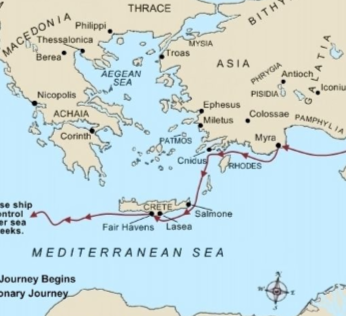 THRACE
BITHY
MACEDONIA
Philippi
Thessalonica
Berea
Troas
MYSIA
AEGEAN
SEA
ASIA
GALATIA
PHRYGIA
Antioch
PISIDIA
Iconiu
Nicopolis
ACHAIA
Corinth
Ephesus
Miletus
Colossae
PAMPHYLIA
PATMOS
Myra
Cnidus
RHODES
se ship
ntrol
er sea
eeks.
CRETE
Salmone
Fair Havens
Lasea
MEDITERRANEAN SEA
Journey Begins
onary Journey